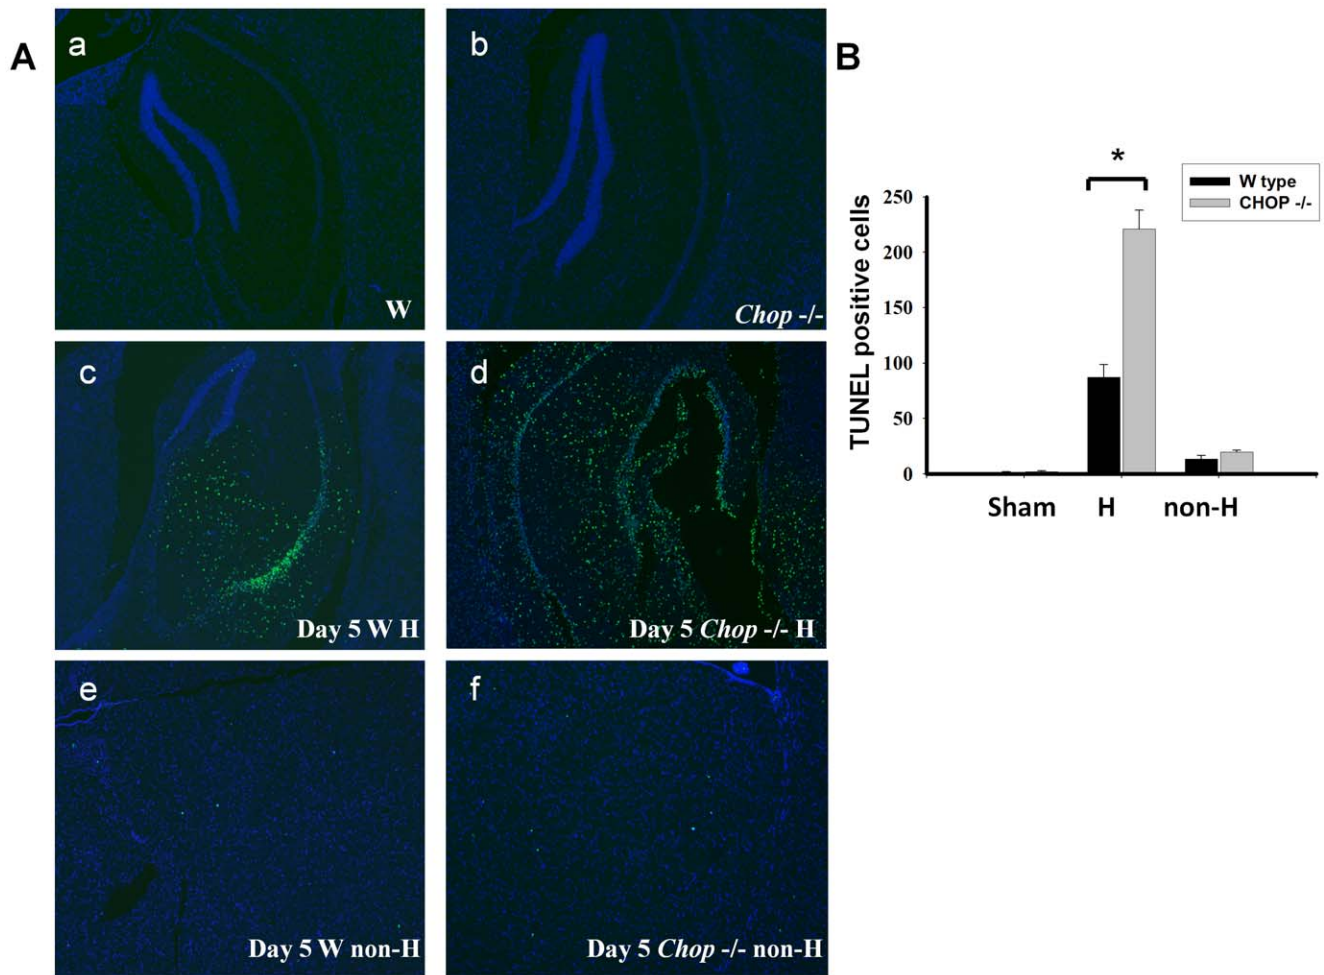 A
a
W
b
Chop -/-
c
Day 5 W H
d
Day 5 Chop -/- H
e
Day 5 W non-H
f
Day 5 Chop -/- non-H
B
*
W type
CHOP -/-
TUNEL positive cells
250
200
150
100
50
0
Sham H non-H